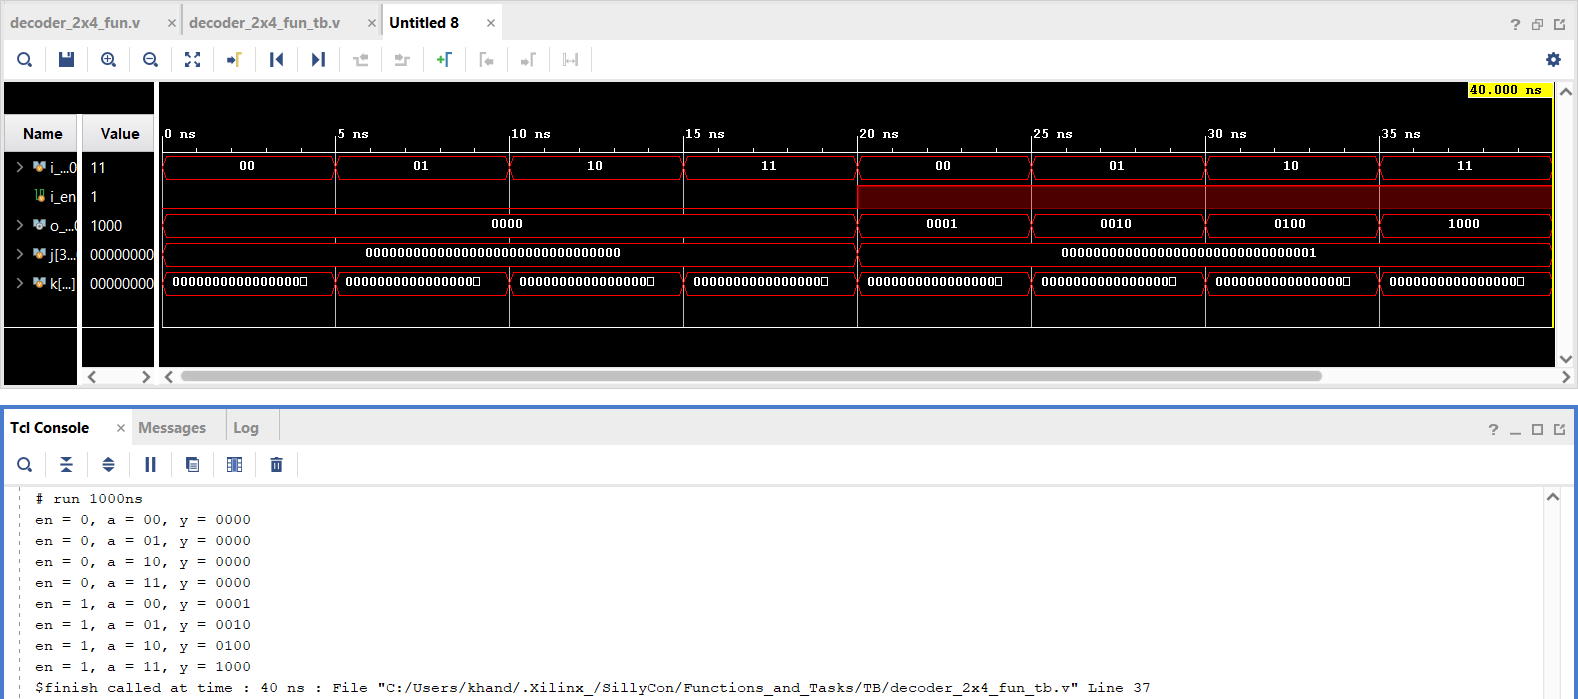 decoder_2x4_fun.v × decoder_2x4_fun_tb.v × Untitled 8 ×
40.000 ns
Name Value 0 ns 5 ns 10 ns 15 ns 20 ns 25 ns 30 ns 35 ns
i_...0 11 00 01 10 11 00 01 10 11
i_en 1
o_...0 1000 0000 0001 0010 0100 1000
j[3... 00000000 00000000000000000000000000000000 00000000000000000000000000000001
k[...] 00000000 0000000000000000 0000000000000000 0000000000000000 0000000000000000 0000000000000000 0000000000000000 0000000000000000 0000000000000000
Tcl Console × Messages Log
# run 1000ns
en = 0, a = 00, y = 0000
en = 0, a = 01, y = 0000
en = 0, a = 10, y = 0000
en = 0, a = 11, y = 0000
en = 1, a = 00, y = 0001
en = 1, a = 01, y = 0010
en = 1, a = 10, y = 0100
en = 1, a = 11, y = 1000
$finish called at time : 40 ns : File "C:/Users/khand/.Xilinx_/SillyCon/Functions_and_Tasks/TB/decoder_2x4_fun_tb.v" Line 37